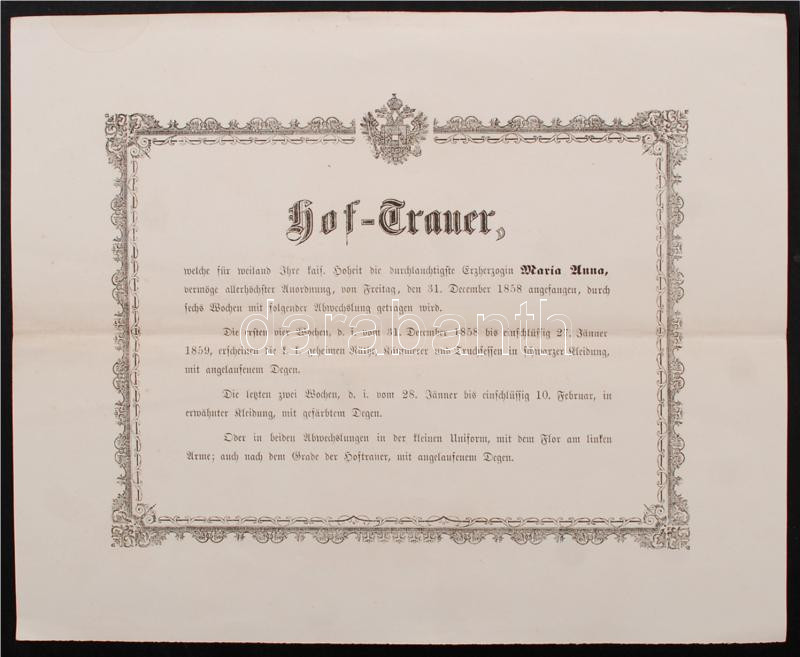 Hof-Trauer,
welche für weiland Ihre kais. Hoheit die durchlauchtigste Erzherzogin Maria Anna,
vermöge allerhöchster Anordnung, von Freitag, den 31. December 1858 angefangen, durch
sechs Wochen mit folgender Abwechslung getragen wird.
Die ersten vier Wochen, d. i. vom 31. December 1858 bis einschlüssig 27. Jänner
1859, erscheinen die k. k. geheimen Räthe, Kämmerer und Truchsessen in schwarzer Kleidung,
mit angelaufenem Degen.
Die letzten zwei Wochen, d. i. vom 28. Jänner bis einschlüssig 10. Februar, in
erwähnter Kleidung, mit gefärbtem Degen.
Oder in beiden Abwechslungen in der kleinen Uniform, mit dem Flor am linken
Arme; auch nach dem Grade der Hoftrauer, mit angelaufenem Degen.
darabanth
darabanth
darabanth